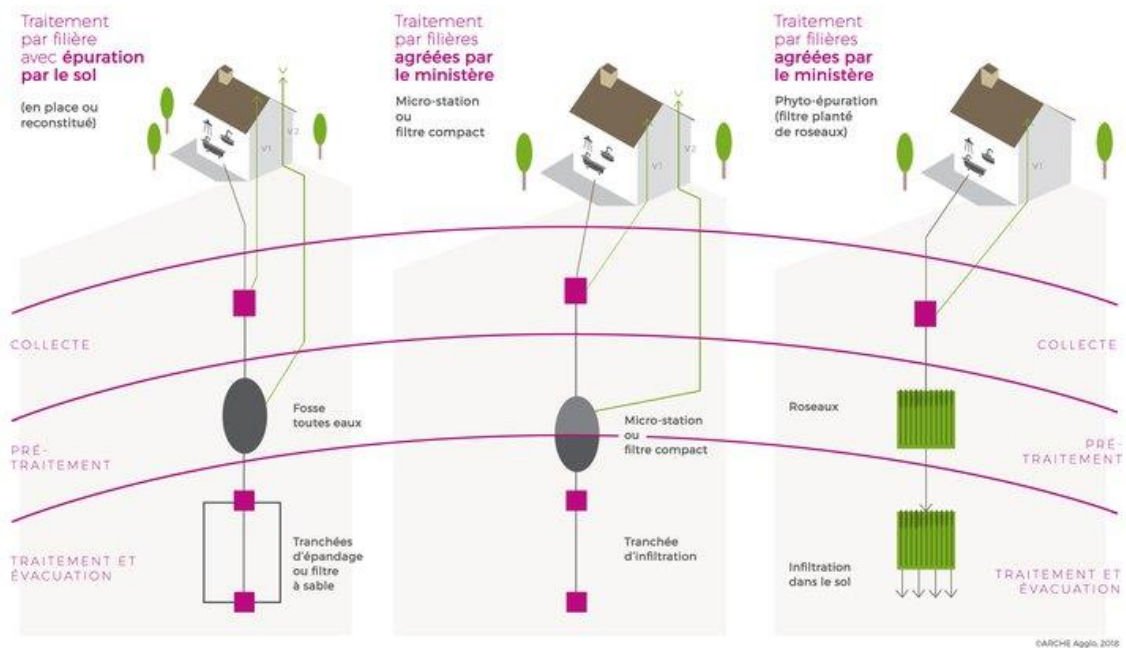 Traitement
par filière
avec épuration
par le sol
(en place ou
reconstitué)
V1
V2
Traitement
par filières
agréées par
le ministère
Micro-station
ou
filtre compact
V1
V2
Traitement
par filières
agréées par
le ministère
Phyto-épuration
(filtre planté
de roseaux)
V1
COLLECTE
COLLECTE
Fosse
toutes eaux
Micro-station
ou
filtre compact
Roseaux
PRÉ-
TRAITEMENT
PRÉ-
TRAITEMENT
Tranchées
d'épandage
ou filtre
à sable
Tranchée
d'infiltration
Infiltration
dans le sol
TRAITEMENT ET
ÉVACUATION
TRAITEMENT ET
ÉVACUATION
©ARCHE Agglo, 2018